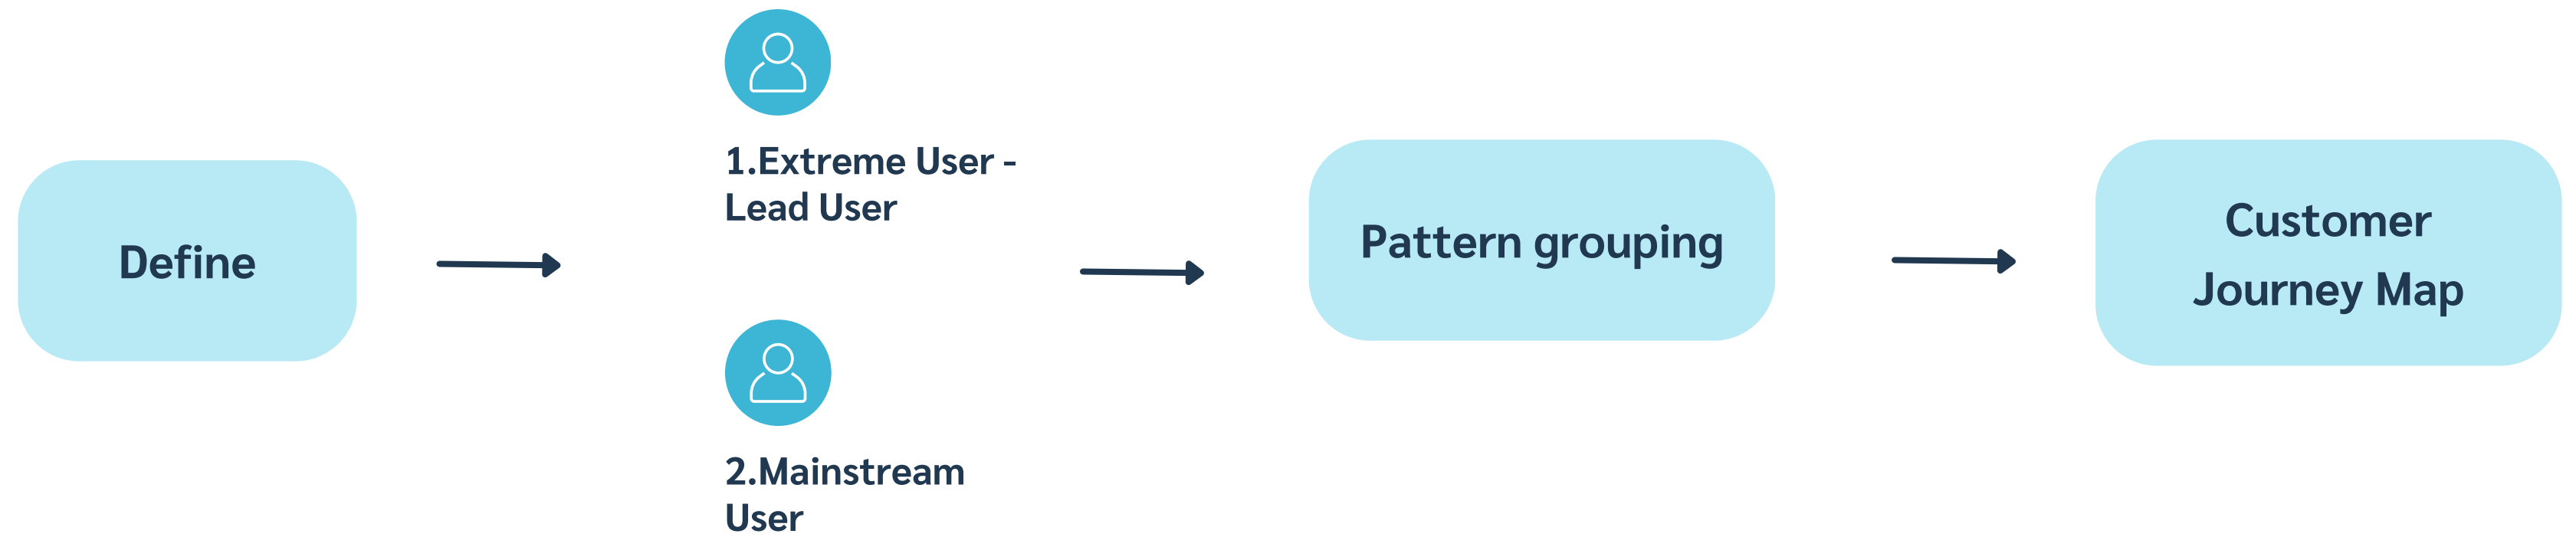 Define
1.Extreme User -
Lead User
2.Mainstream
User
Pattern grouping
Customer
Journey Map